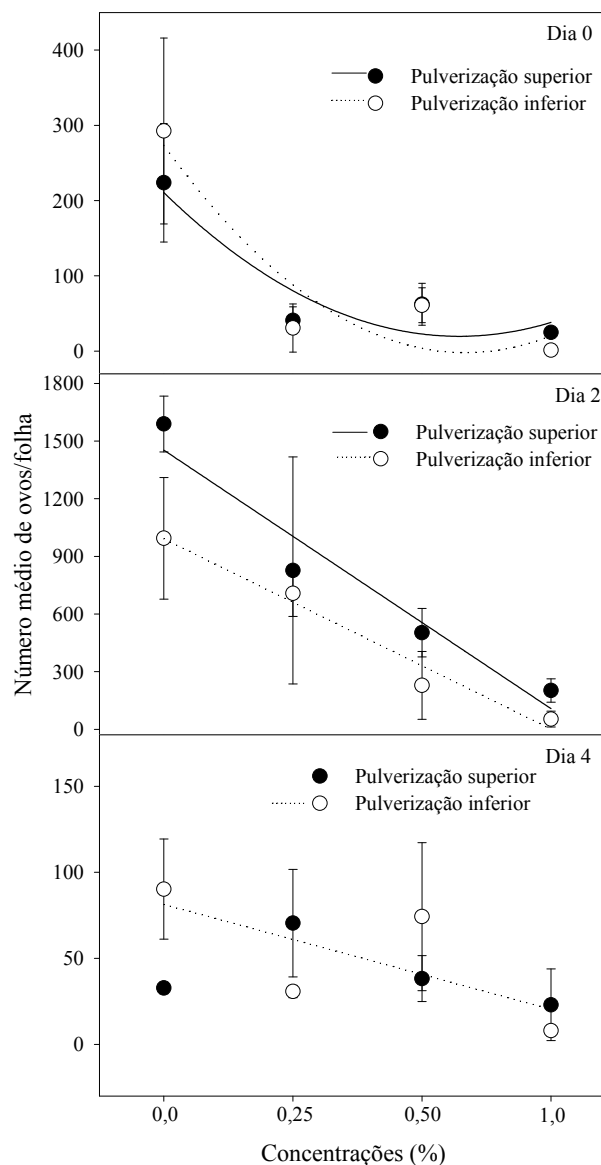 Dia 0
400
Pulverização superior
Pulverização inferior
300
200
100
0
1800
Dia 2
Pulverização superior
1500
Pulverização inferior
1200
900
600
300
0
Número médio de ovos/folha
Dia 4
Pulverização superior
150
Pulverização inferior
100
50
0
0,0 0,25 0,50 1,0
Concentrações (%)